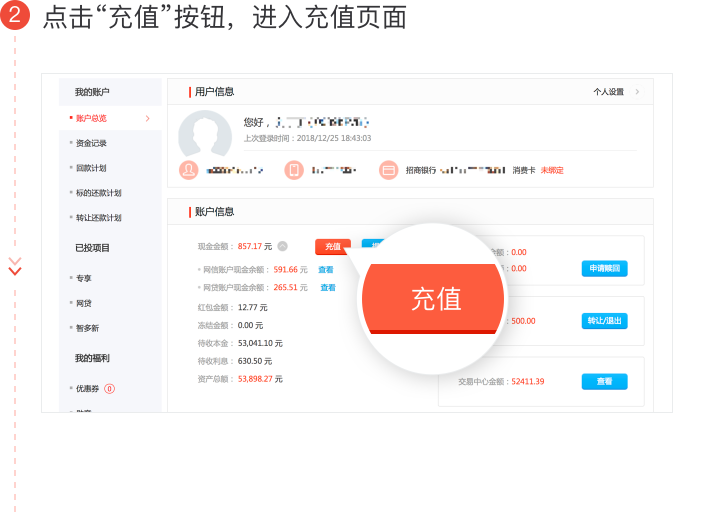 2 点击“充值”按钮，进入充值页面
我的账户
账户总览
资金记录
回款计划
标的还款计划
转让还款计划
已投项目
专享
网贷
智多新
我的福利
优惠券 0
用户信息 个人设置
您好，
上次登录时间：2018/12/25 18:43:03
招商银行 消费卡 未绑定
账户信息
现金金额：857.17 元 充值
网信账户现金余额：591.66 元 查看
网贷账户现金余额：265.51 元 查看
红包金额：12.77 元
冻结金额：0.00 元
待收本金：53,041.10 元
待收利息：630.50 元
资产总额：53,898.27 元
充值
额：0.00
：0.00 申请赎回
：500.00 转让/退出
交易中心金额：52411.39 查看